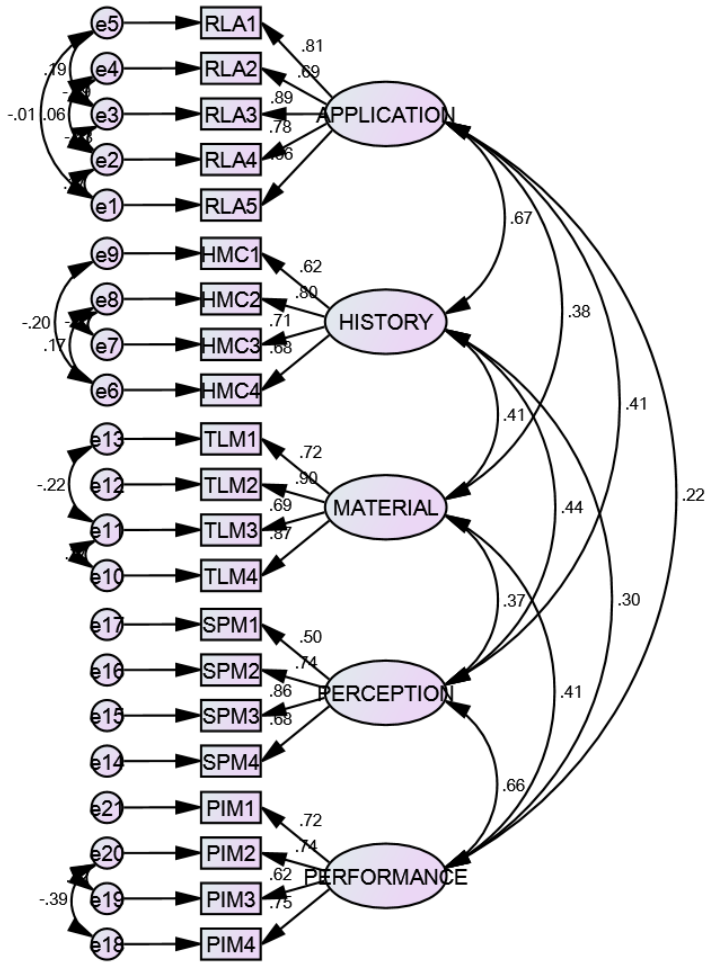 e5 RLA1
.81
e4 RLA2
.19 .69
e3 RLA3
.89
-.01 .06 APPLICATION
.78
e2 RLA4
e1 RLA5
.67
e9 HMC1
.62
e8 HMC2
.80
.38
-.20 HISTORY
.71
e7 HMC3
.17 .68
e6 HMC4
.41
.41
e13 TLM1
.72
e12 TLM2
.90
-.22
.22
.69
MATERIAL
.44
e11 TLM3
.87
e10 TLM4
.37
.30
e17 SPM1
.50
e16 SPM2
.74
.86 PERCEPTION
.41
e15 SPM3
.68
e14 SPM4
.66
e21 PIM1
.72
e20 PIM2
.74
.62 PERFORMANCE
-.39
e19 PIM3
.75
e18 PIM4